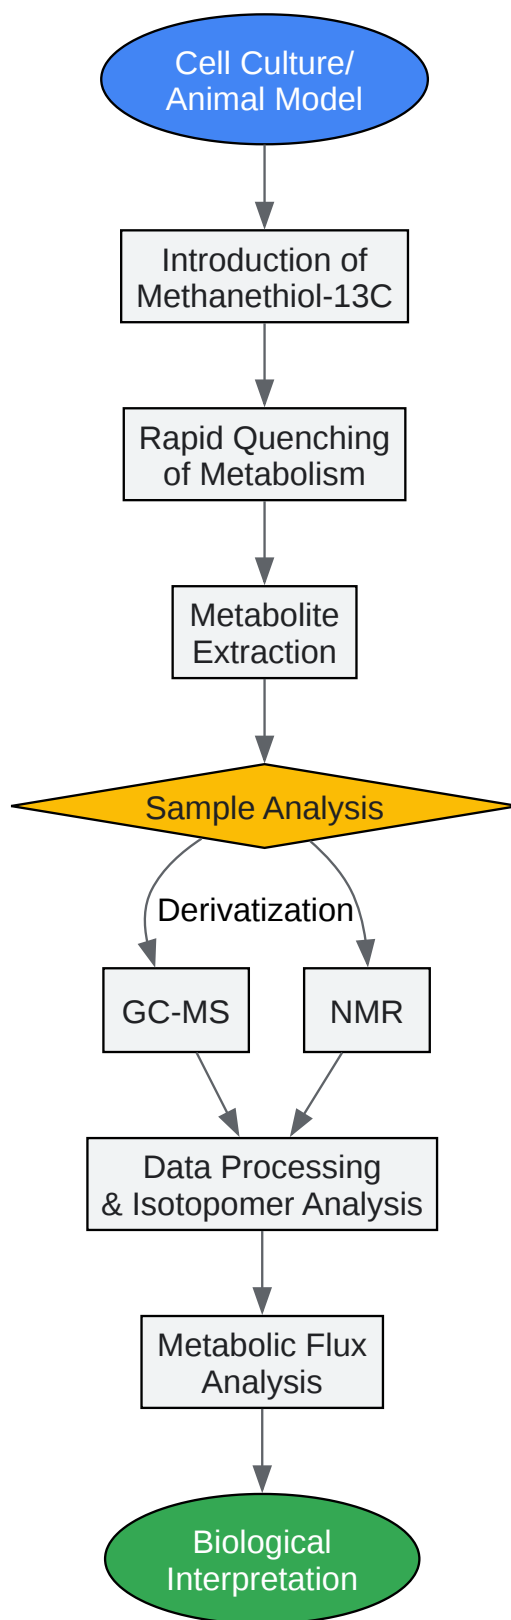 Cell Culture/
Animal Model
Introduction of
Methanethiol-13C
Rapid Quenching
of Metabolism
Metabolite
Extraction
Sample Analysis
Derivatization
GC-MS
NMR
Data Processing
& Isotopomer Analysis
Metabolic Flux
Analysis
Biological
Interpretation